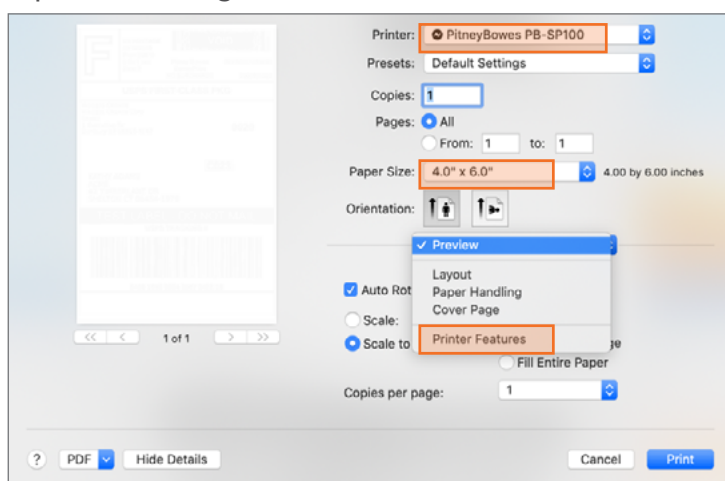 Printer: PitneyBowes PB-SP100
Presets: Default Settings
Copies: 1
Pages: All
From: 1 to: 1
Paper Size: 4.0" x 6.0" 4.00 by 6.00 inches
Orientation:
✓ Preview
Layout
Auto Rot
Paper Handling
Cover Page
Scale:
Printer Features
Scale to
ge
Fill Entire Paper
Copies per page: 1
F
<< < 1 of 1 > >>
? PDF Hide Details Cancel Print